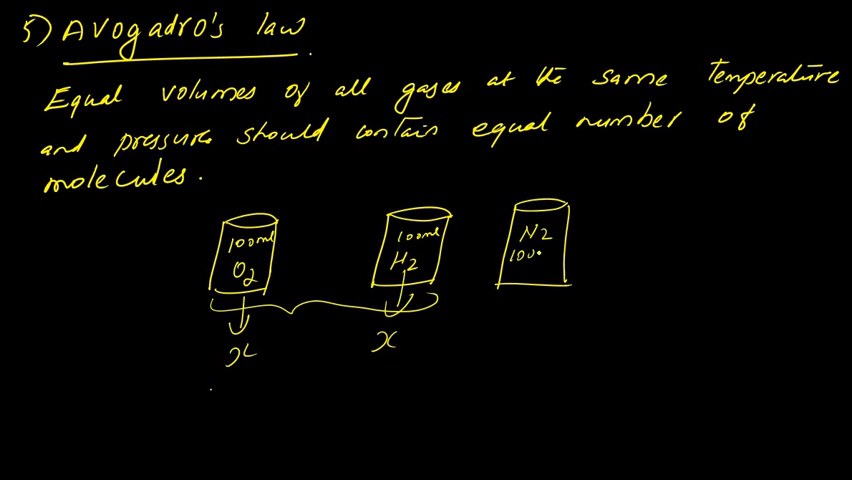 5) Avogadro's law
Equal volumes of all gases at the same Temperature
and pressure should contain equal number of
molecules.
100ml 100ml N2
O2 H2 100
x x